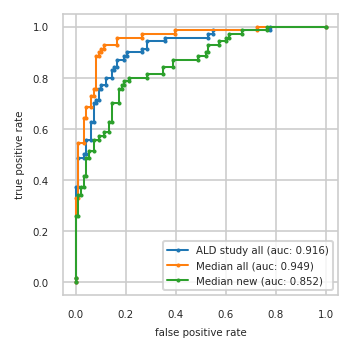 1.0
0.8
0.6
0.4
0.2
0.0
true positive rate
ALD study all (auc: 0.916)
Median all (auc: 0.949)
Median new (auc: 0.852)
0.0 0.2 0.4 0.6 0.8 1.0
false positive rate